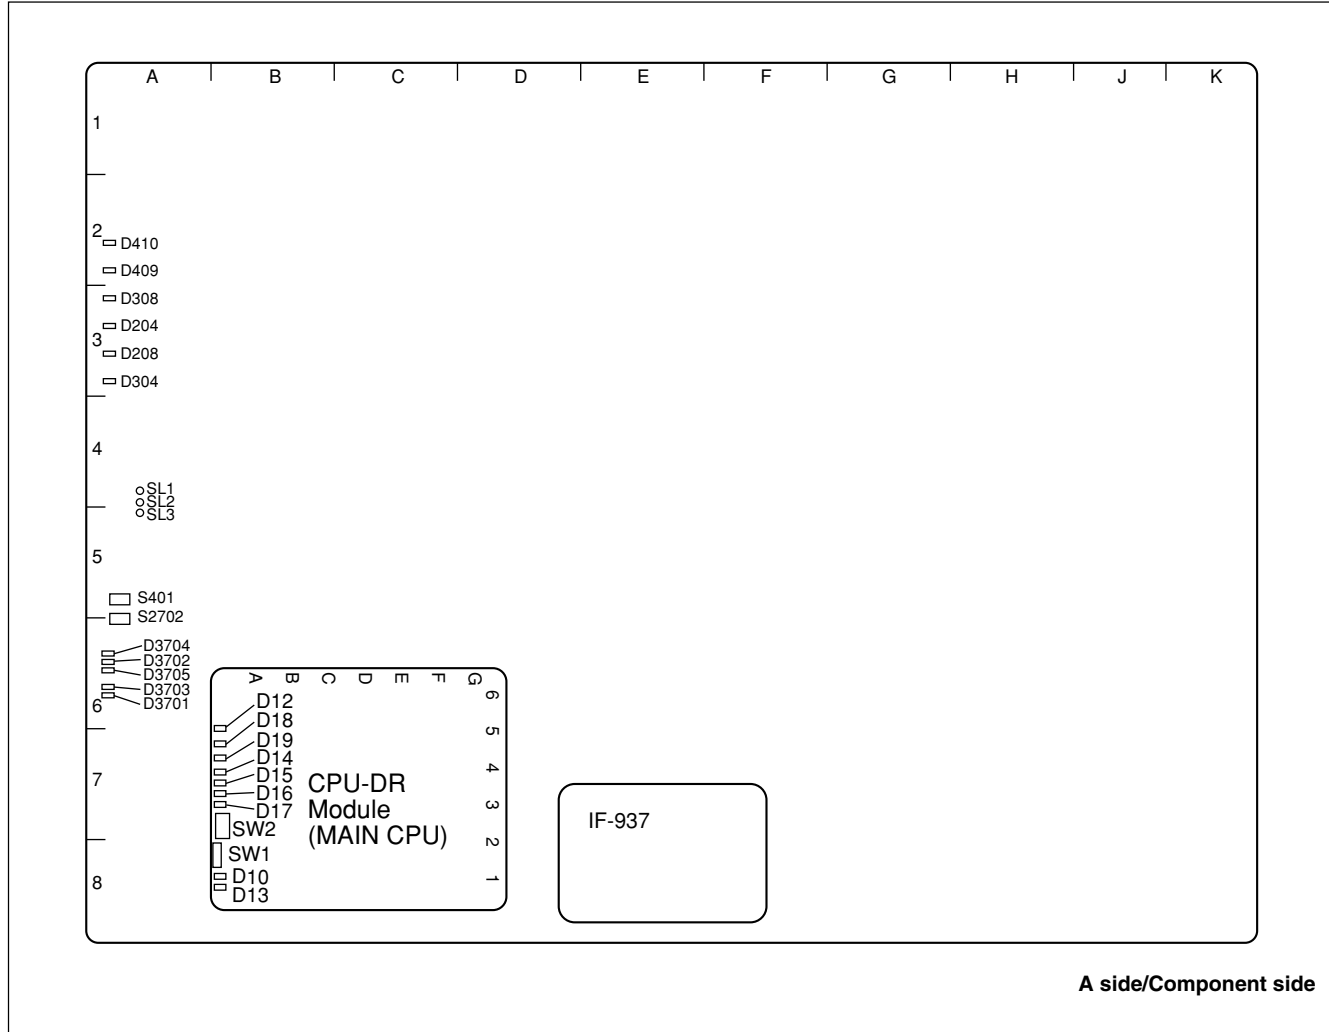 A B C D E F G H J K
1
2
D410
D409
D308
D204
3
D208
D304
4
SL1
SL2
SL3
5
S401
S2702
D3704
D3702
D3705
D3703
D3701
6
7
8
A B C D E F G
6
5
4
3
2
1
D12
D18
D19
D14
D15
D16
D17
SW2
SW1
D10
D13
CPU-DR
Module
(MAIN CPU)
IF-937
A side/Component side